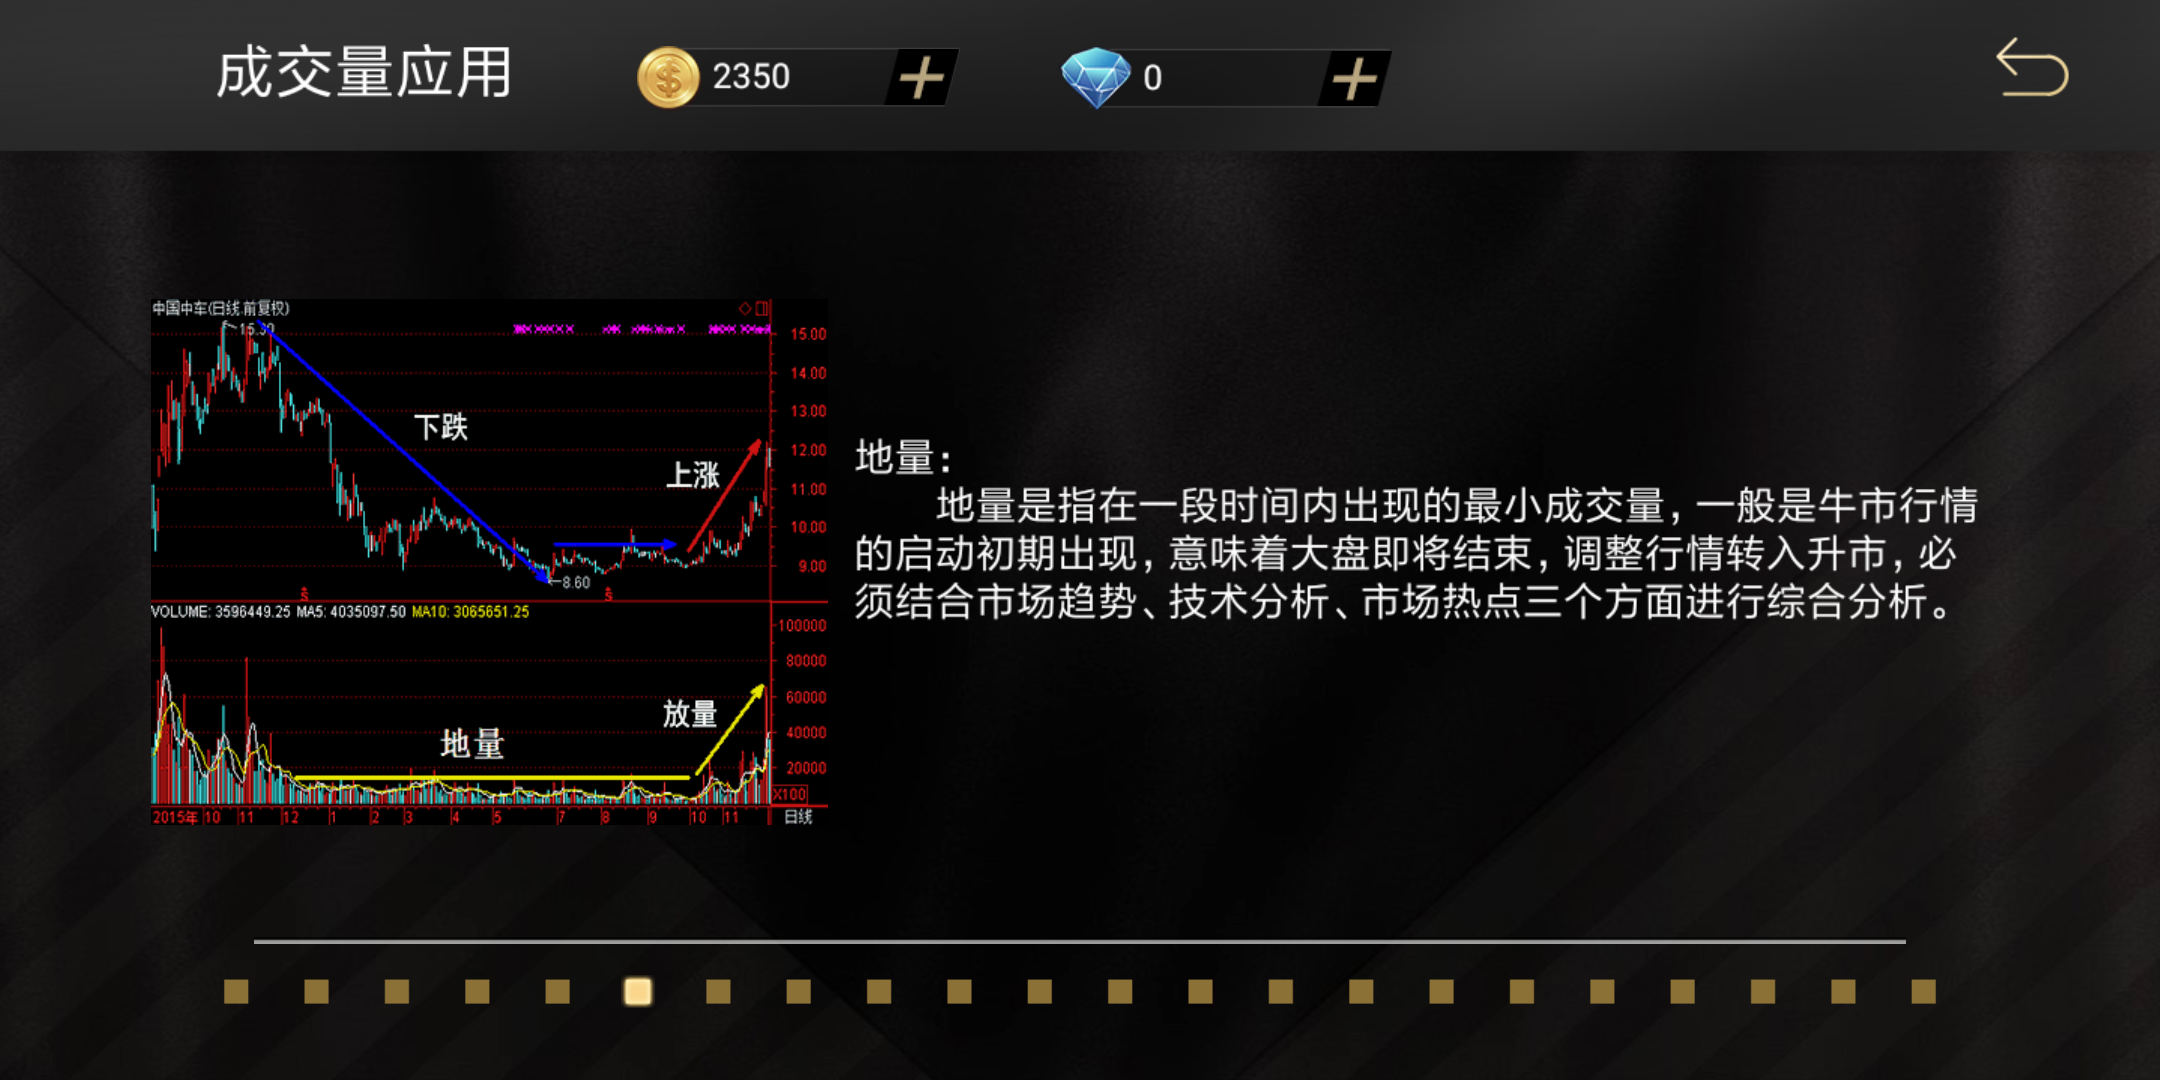 成交量应用
2350
0
中国中车(日线.前复权)
15.30
15.00
14.00
13.00
12.00
11.00
10.00
9.00
下跌
上涨
8.60
VOLUME: 3596449.25 MA5: 4035097.50 MA10: 3065651.25
100000
80000
60000
40000
20000
X100
放量
地量
2015年 10 11 12 1 2 3 4 5 7 8 9 10 11 日线
地量：
地量是指在一段时间内出现的最小成交量，一般是牛市行情
的启动初期出现，意味着大盘即将结束，调整行情转入升市，必
须结合市场趋势、技术分析、市场热点三个方面进行综合分析。